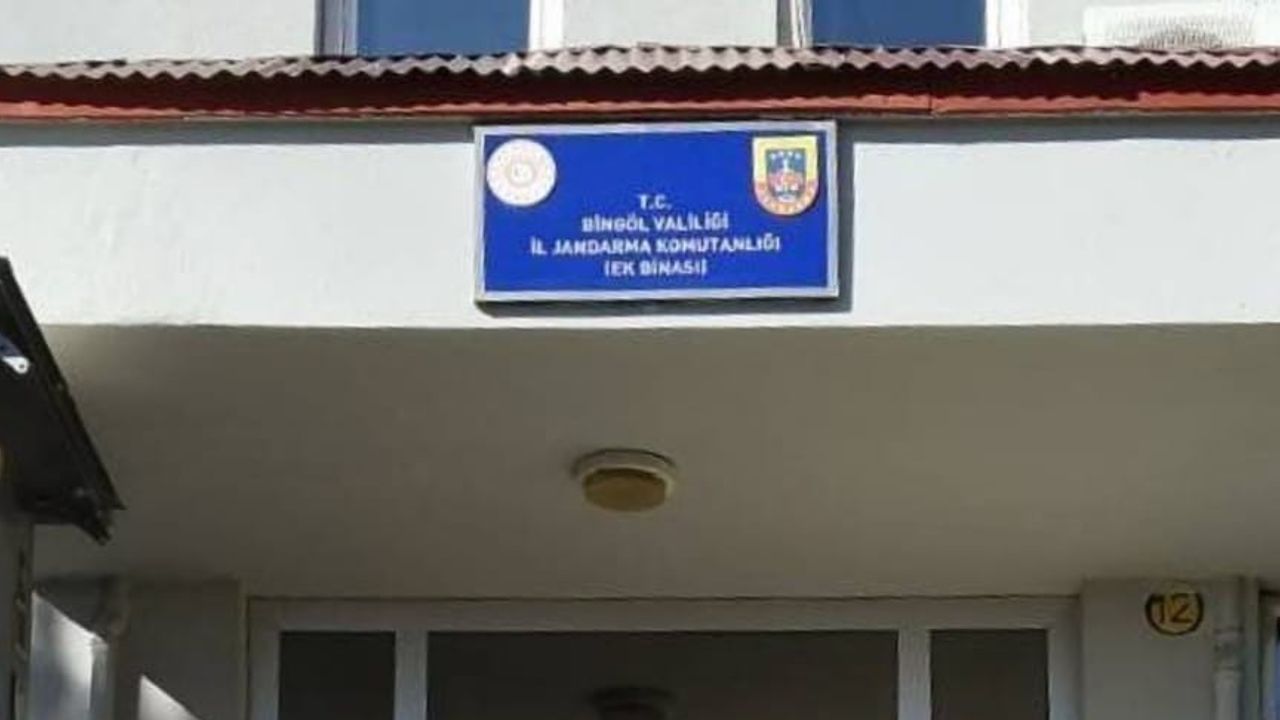 T.C.
BİNGÖL VALİLİĞİ
İL JANDARMA KOMUTANLIĞI
(EK BİNASI)
12